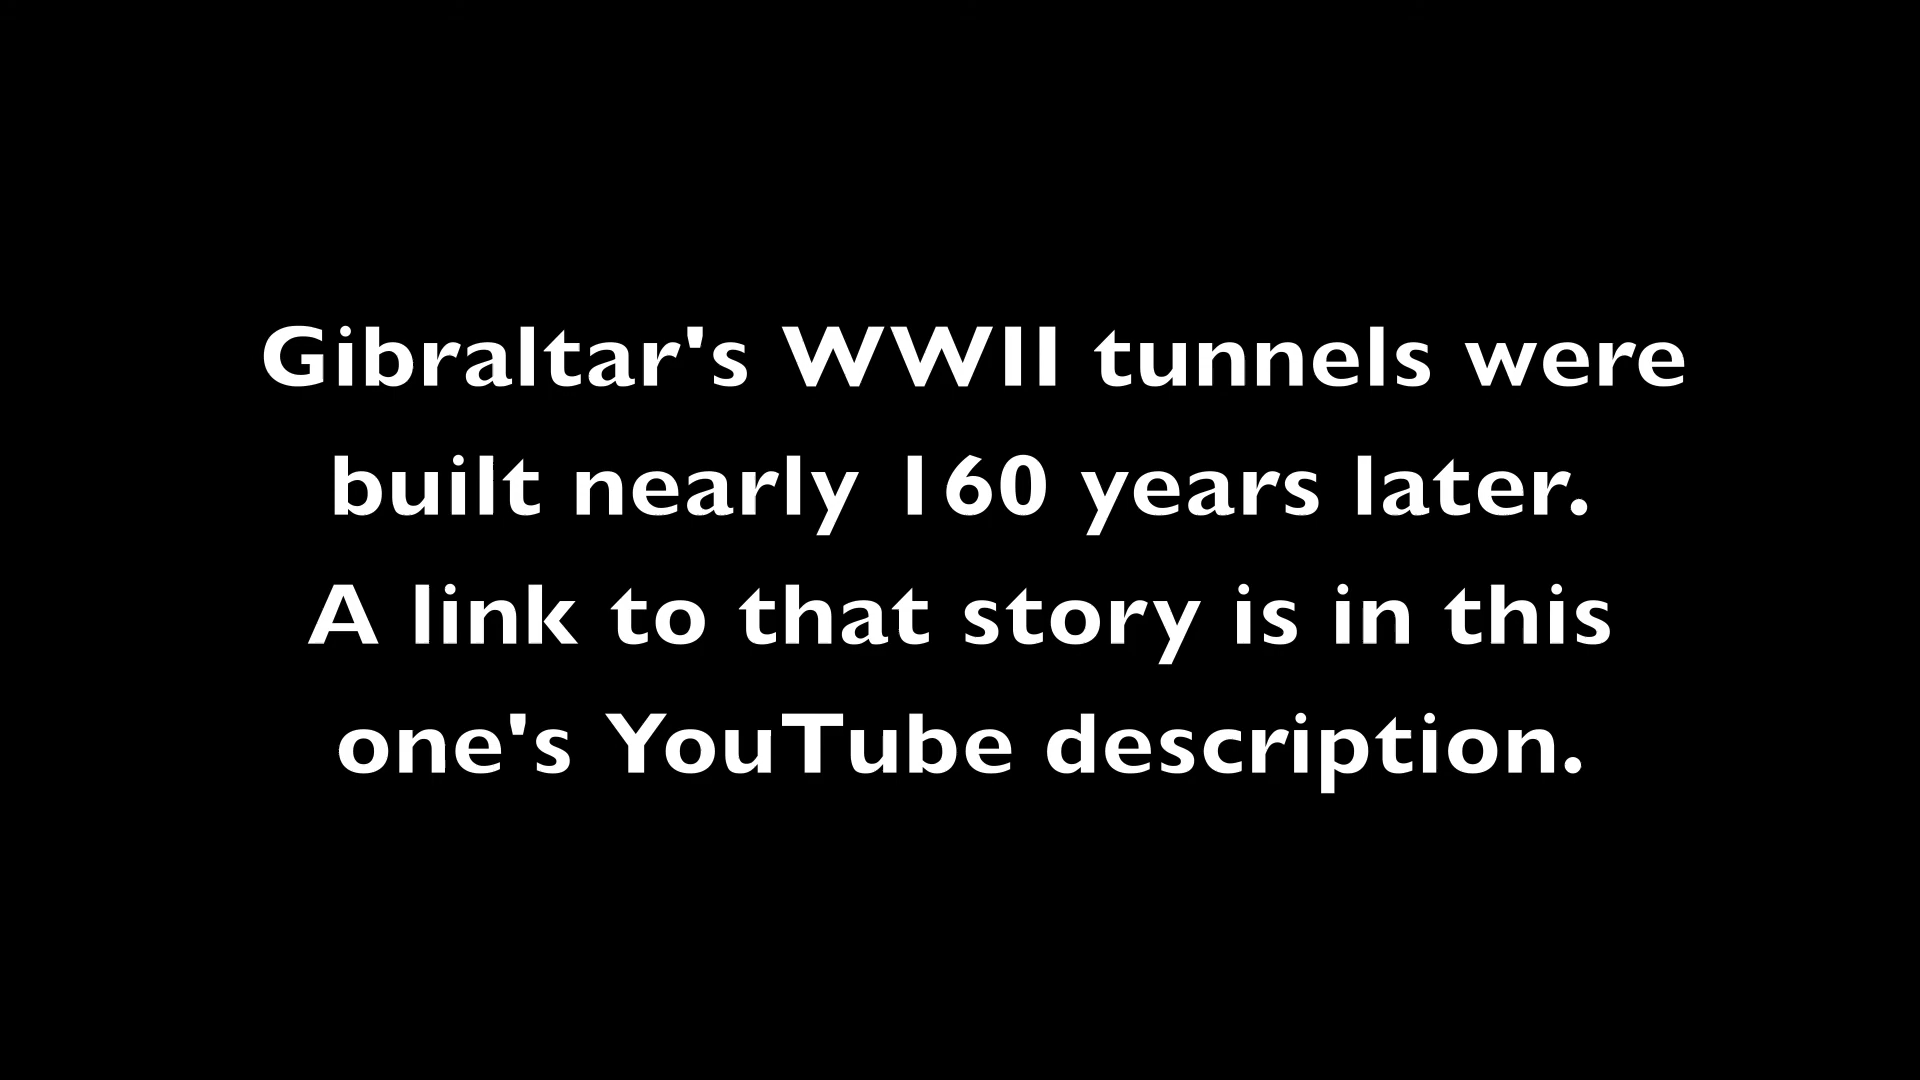 Gibraltar's WWII tunnels were
built nearly 160 years later.
A link to that story is in this
one's YouTube description.